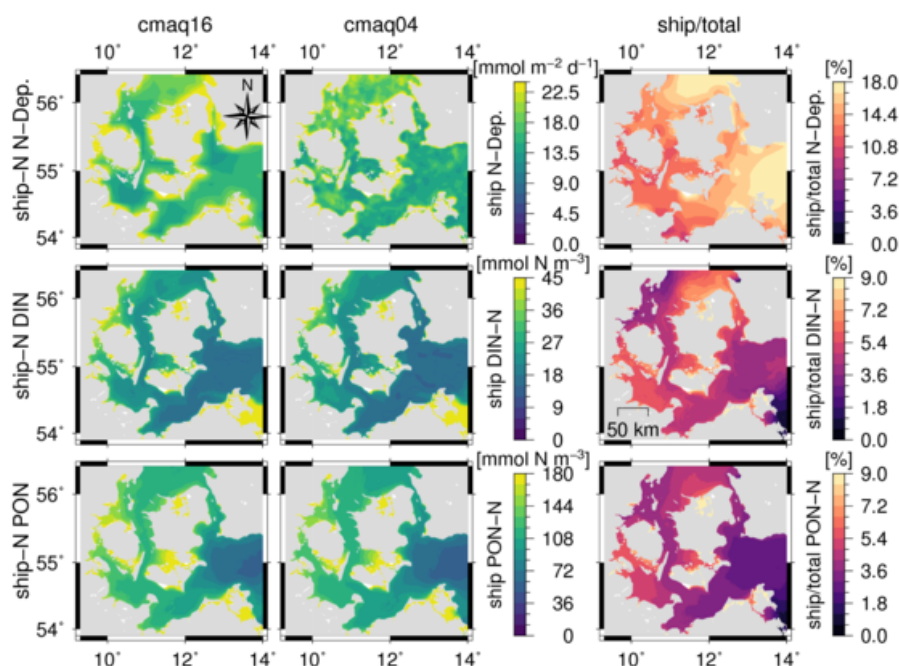 cmaq16 cmaq04 ship/total
10° 12° 14° 10° 12° 14° 10° 12° 14°
[mmol m⁻² d⁻¹] [%]
ship−N N−Dep.
56° 55° 54°
N
22.5 18.0 13.5 9.0 4.5 0.0
ship N−Dep.
18.0 14.4 10.8 7.2 3.6 0.0
ship/total N−Dep.
[mmol N m⁻³] [%]
ship−N DIN
56° 55° 54°
45 36 27 18 9 0
ship DIN−N
50 km
9.0 7.2 5.4 3.6 1.8 0.0
ship/total DIN−N
[mmol N m⁻³] [%]
ship−N PON
56° 55° 54°
180 144 108 72 36 0
ship PON−N
9.0 7.2 5.4 3.6 1.8 0.0
ship/total PON−N
10° 12° 14° 10° 12° 14° 10° 12° 14°